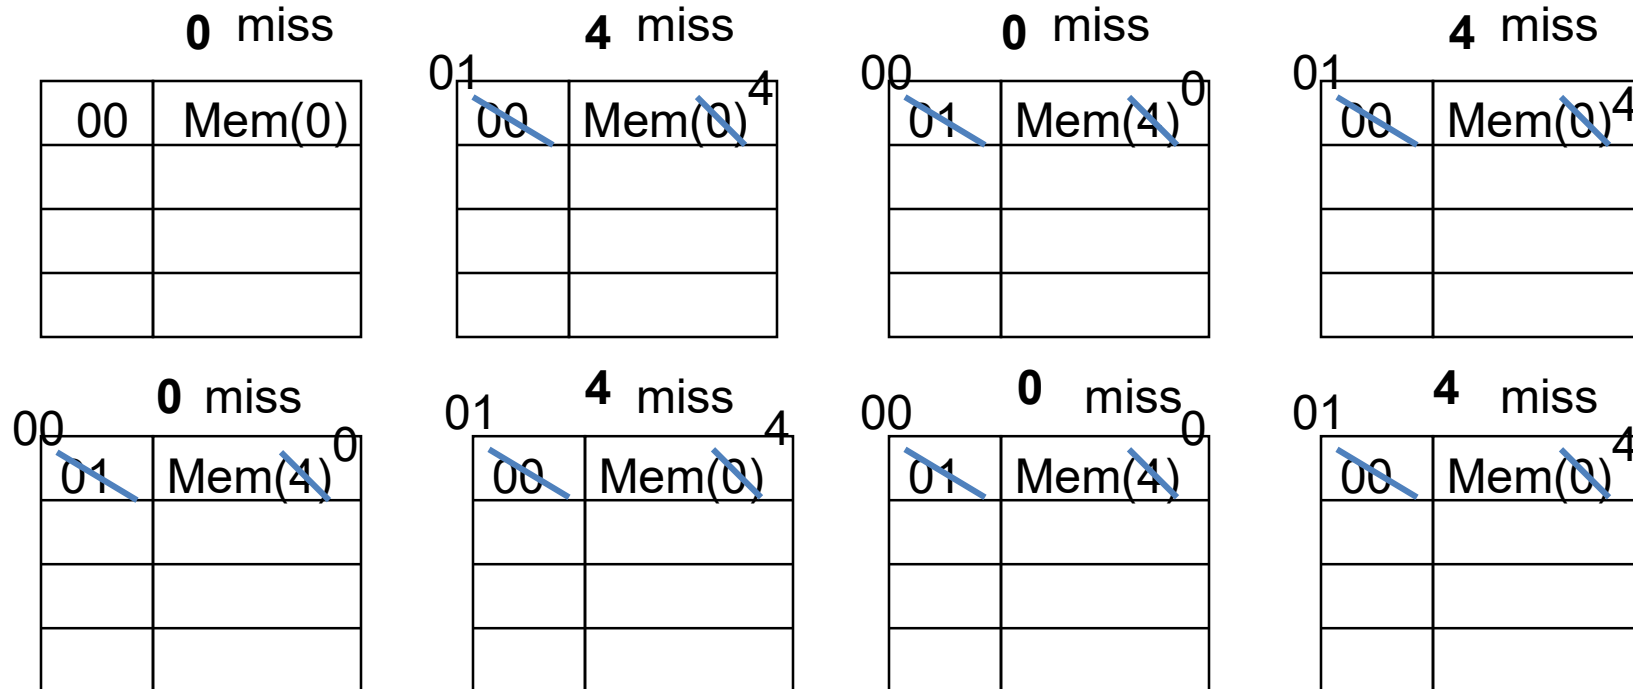 0 miss 4 miss 0 miss 4 miss
01 4 00 0 01 4
00 Mem(0) 00 Mem(0) 01 Mem(4) 00 Mem(0)
0 miss 4 miss 0 miss 4 miss
00 0 01 4 00 0 01 4
01 Mem(4) 00 Mem(0) 01 Mem(4) 00 Mem(0)